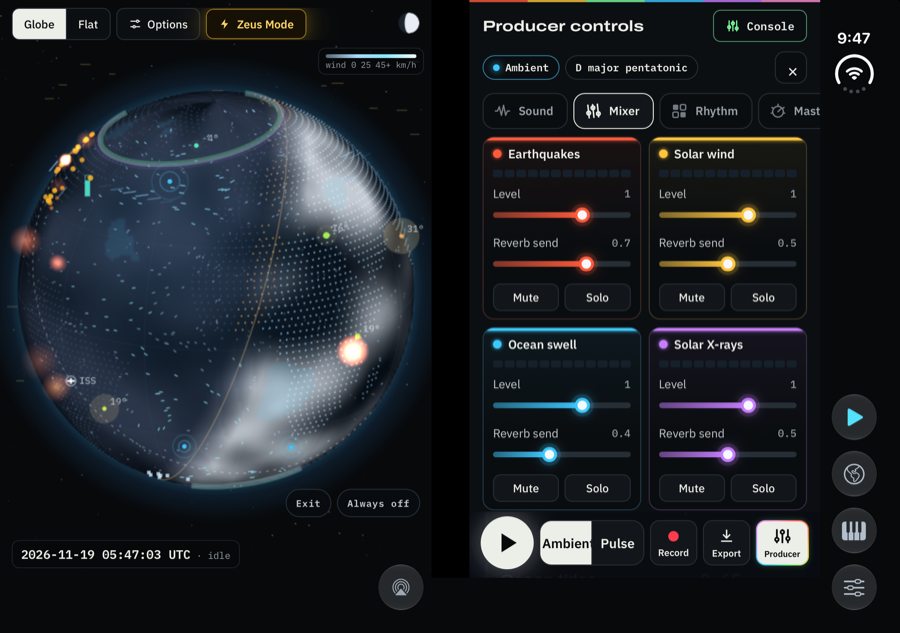 Globe Flat Options Zeus Mode
wind 0 25 45+ km/h
-4°
31°
19°
ISS
19°
Exit Always off
2026-11-19 05:47:03 UTC · idle
Producer controls Console
Ambient D major pentatonic
Sound Mixer Rhythm Mast
Earthquakes
Level 1
Reverb send 0.7
Mute Solo
Solar wind
Level 1
Reverb send 0.5
Mute Solo
Ocean swell
Level 1
Reverb send 0.4
Mute Solo
Solar X-rays
Level 1
Reverb send 0.5
Mute Solo
Ambient Pulse Record Export Producer
9:47